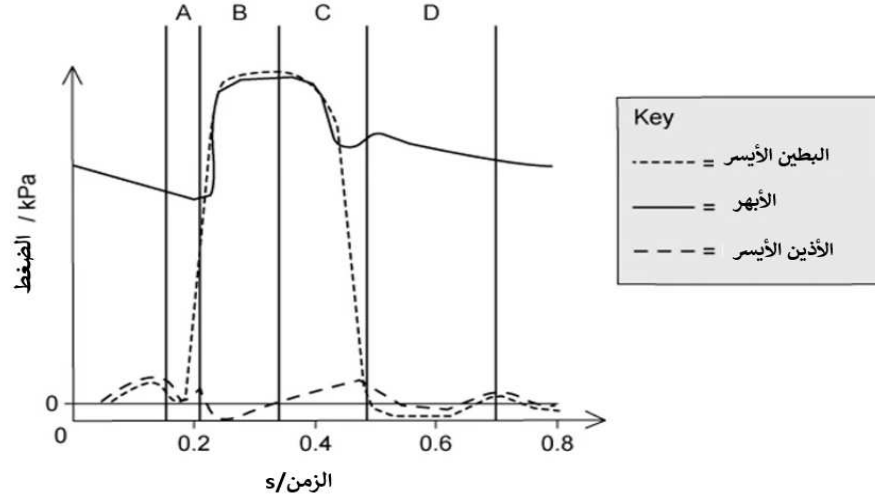 A B C D
الضغط / kPa
0
0 0.2 0.4 0.6 0.8
الزمن/s
Key
= البطين الأيسر
= الأبهر
= الأذين الأيسر